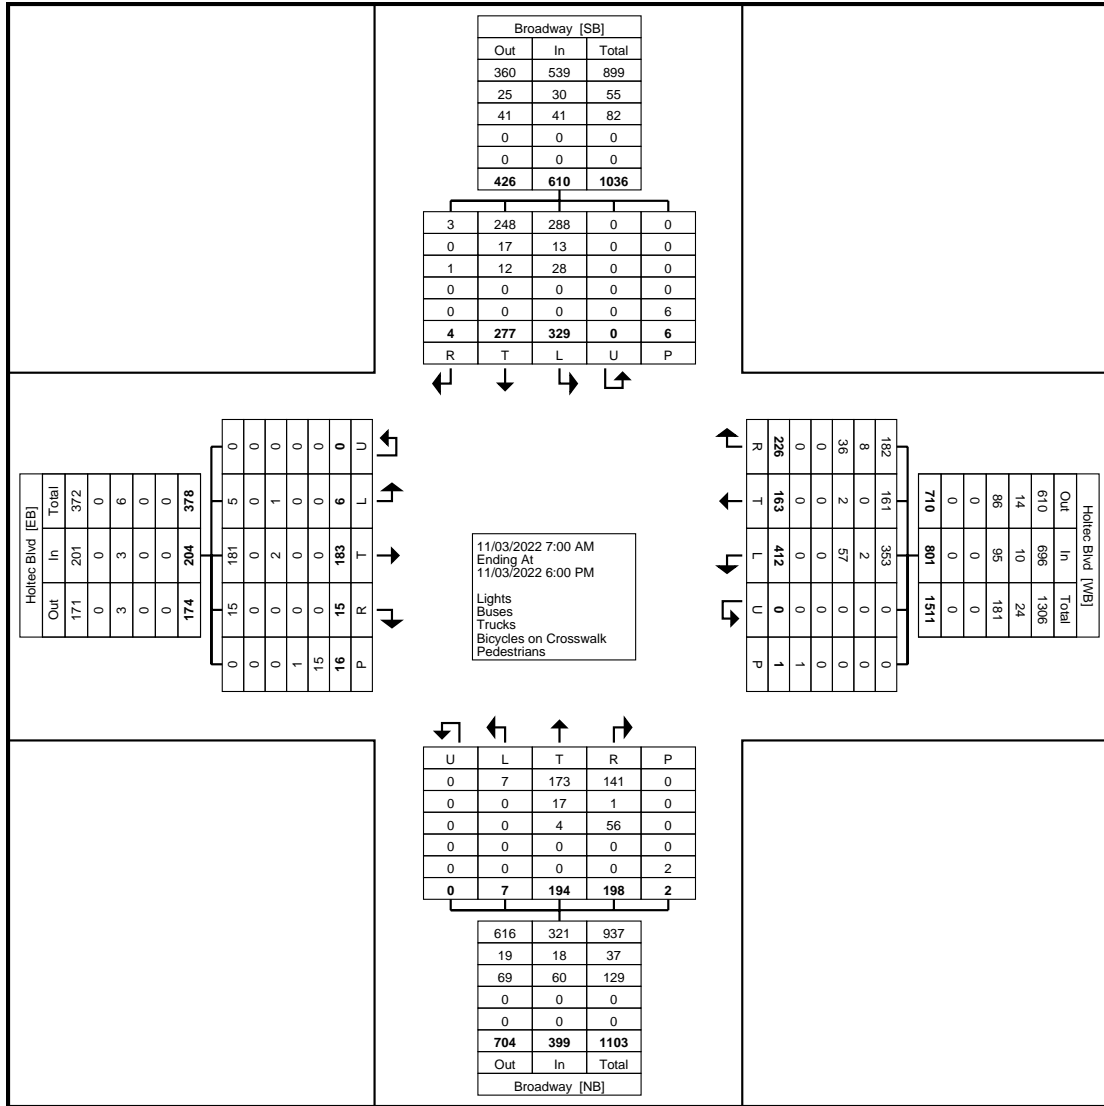 Broadway [SB]
Out In Total
360 539 899
25 30 55
41 41 82
0 0 0
0 0 0
426 610 1036
3 248 288 0 0
0 17 13 0 0
1 12 28 0 0
0 0 0 0 0
0 0 0 0 6
4 277 329 0 6
R T L U P
Holtec Blvd [EB]
Total 372 0 6 0 0 378
In 201 0 3 0 0 204
Out 171 0 3 0 0 174
0 0 0 0 0 0 U
5 0 1 0 0 6 L
181 0 2 0 0 183 T
15 0 0 0 0 15 R
0 0 0 1 15 16 P
11/03/2022 7:00 AM
Ending At
11/03/2022 6:00 PM
Lights
Buses
Trucks
Bicycles on Crosswalk
Pedestrians
R 226 0 0 36 8 182
T 163 0 0 2 0 161
L 412 0 0 57 2 353
U 0 0 0 0 0 0
P 1 1 0 0 0 0
710 0 0 86 14 610 Out
801 0 0 95 10 696 In
1511 0 0 181 24 1306 Total
Holtec Blvd [WB]
U L T R P
0 7 173 141 0
0 0 17 1 0
0 0 4 56 0
0 0 0 0 0
0 0 0 0 2
0 7 194 198 2
616 321 937
19 18 37
69 60 129
0 0 0
0 0 0
704 399 1103
Out In Total
Broadway [NB]